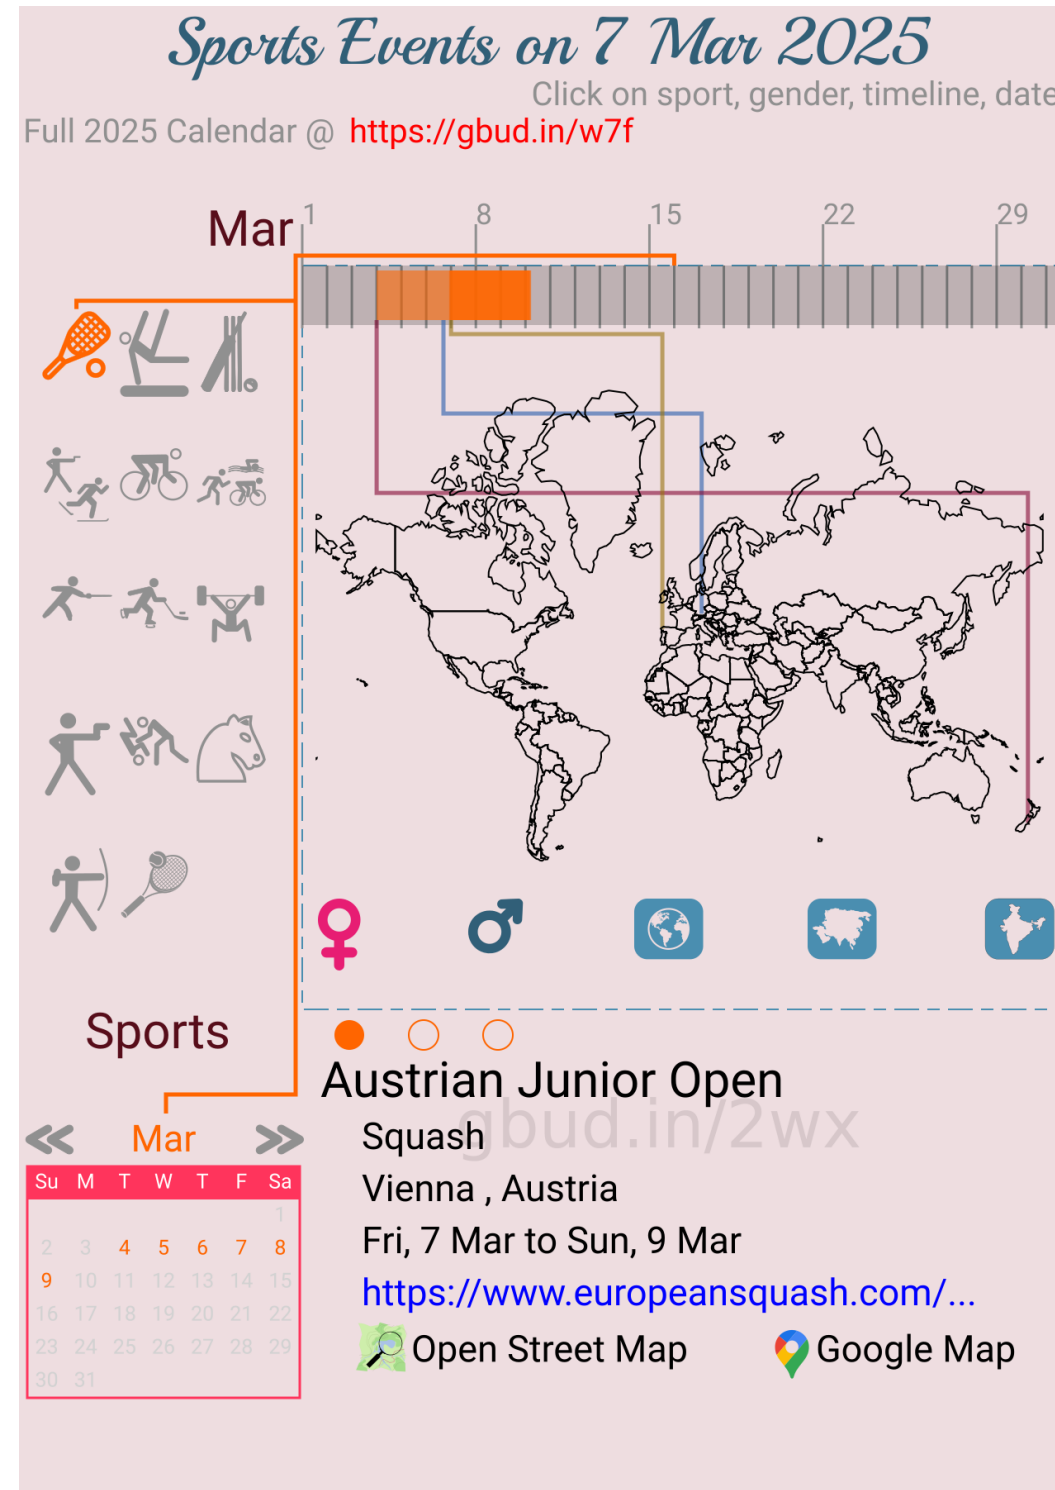 Sports Events on 7 Mar 2025
Click on sport, gender, timeline, date
Full 2025 Calendar @ https://gbud.in/w7f
Mar 1 8 15 22 29
Sports
Austrian Junior Open
gbud.in/2wx
Squash
Vienna , Austria
Fri, 7 Mar to Sun, 9 Mar
https://www.europeansquash.com/...
Open Street Map Google Map
Mar
Su M T W T F Sa
1
2 3 4 5 6 7 8
9 10 11 12 13 14 15
16 17 18 19 20 21 22
23 24 25 26 27 28 29
30 31